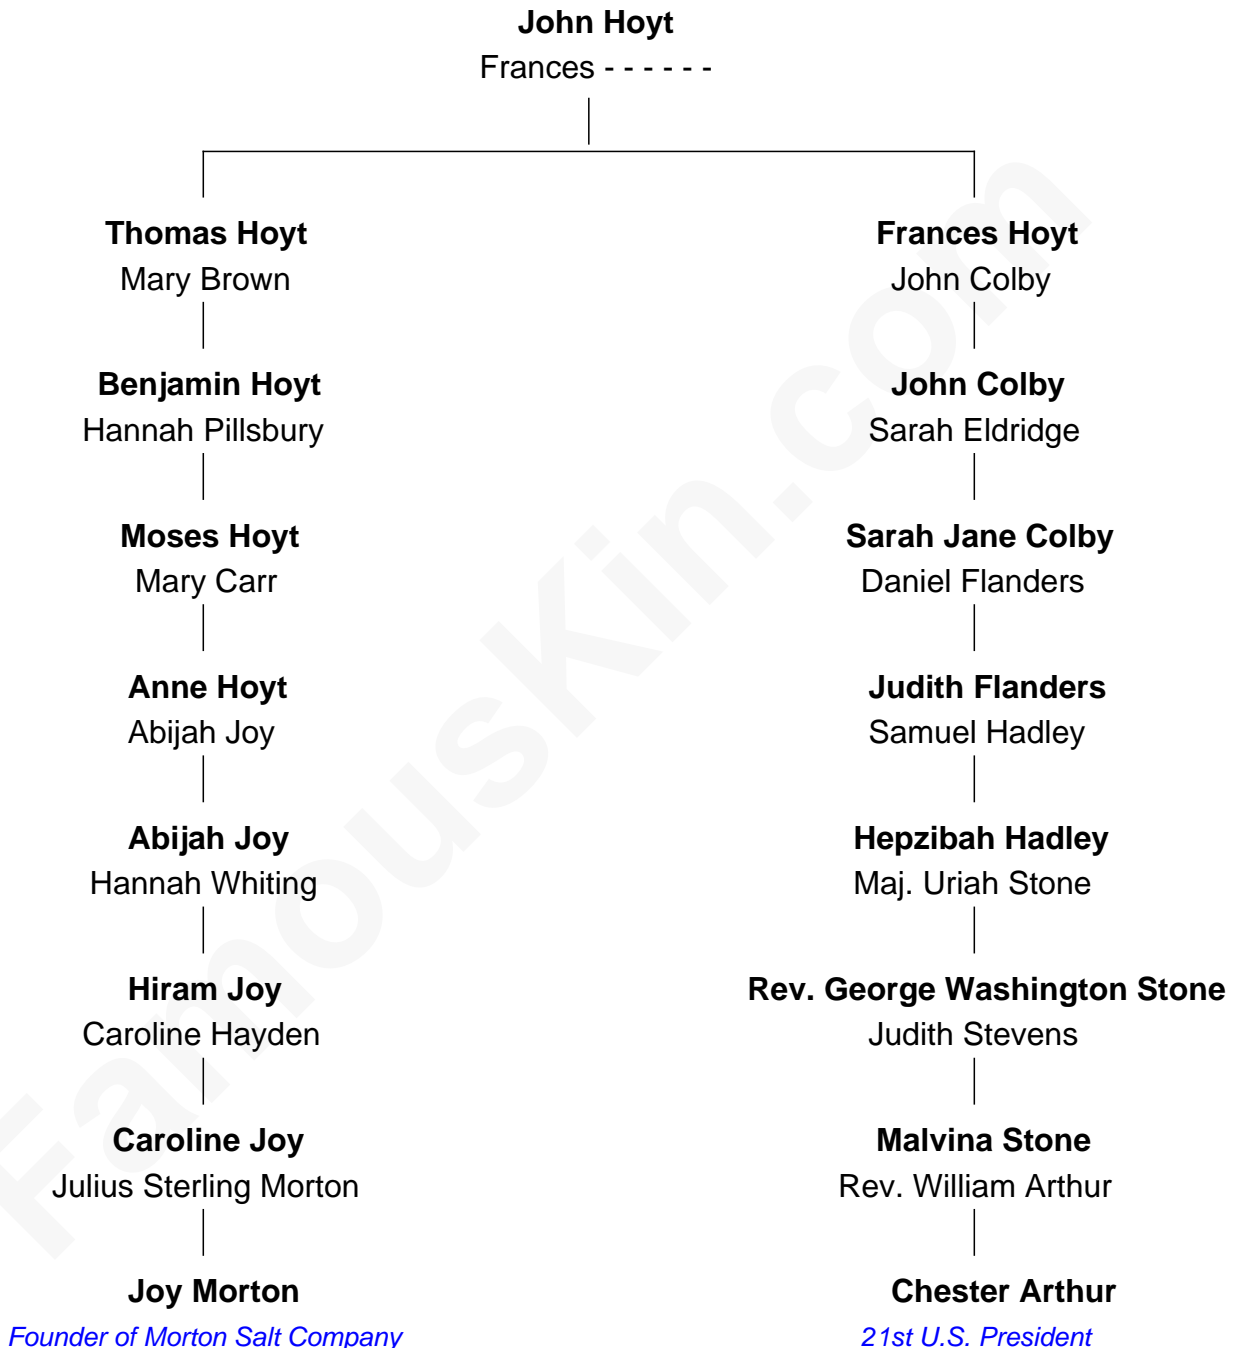 John Hoyt
Frances - - - - - -
Thomas Hoyt
Mary Brown
Frances Hoyt
John Colby
Benjamin Hoyt
Hannah Pillsbury
John Colby
Sarah Eldridge
Moses Hoyt
Mary Carr
Sarah Jane Colby
Daniel Flanders
Anne Hoyt
Abijah Joy
Judith Flanders
Samuel Hadley
Abijah Joy
Hannah Whiting
Hepzibah Hadley
Maj. Uriah Stone
Hiram Joy
Caroline Hayden
Rev. George Washington Stone
Judith Stevens
Caroline Joy
Julius Sterling Morton
Malvina Stone
Rev. William Arthur
Joy Morton
Founder of Morton Salt Company
Chester Arthur
21st U.S. President
FamousKin.com